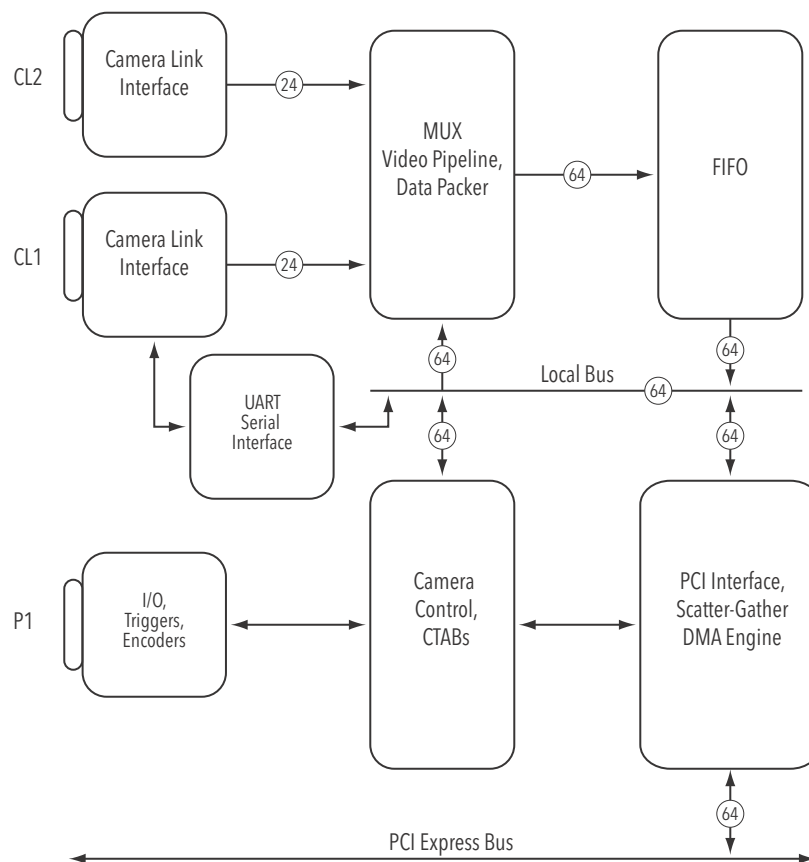 CL2
Camera Link
Interface
24
MUX
Video Pipeline,
Data Packer
64
FIFO
CL1
Camera Link
Interface
24
64
64
Local Bus
64
UART
Serial
Interface
64
64
P1
I/O,
Triggers,
Encoders
Camera
Control,
CTABs
PCI Interface,
Scatter-Gather
DMA Engine
64
PCI Express Bus